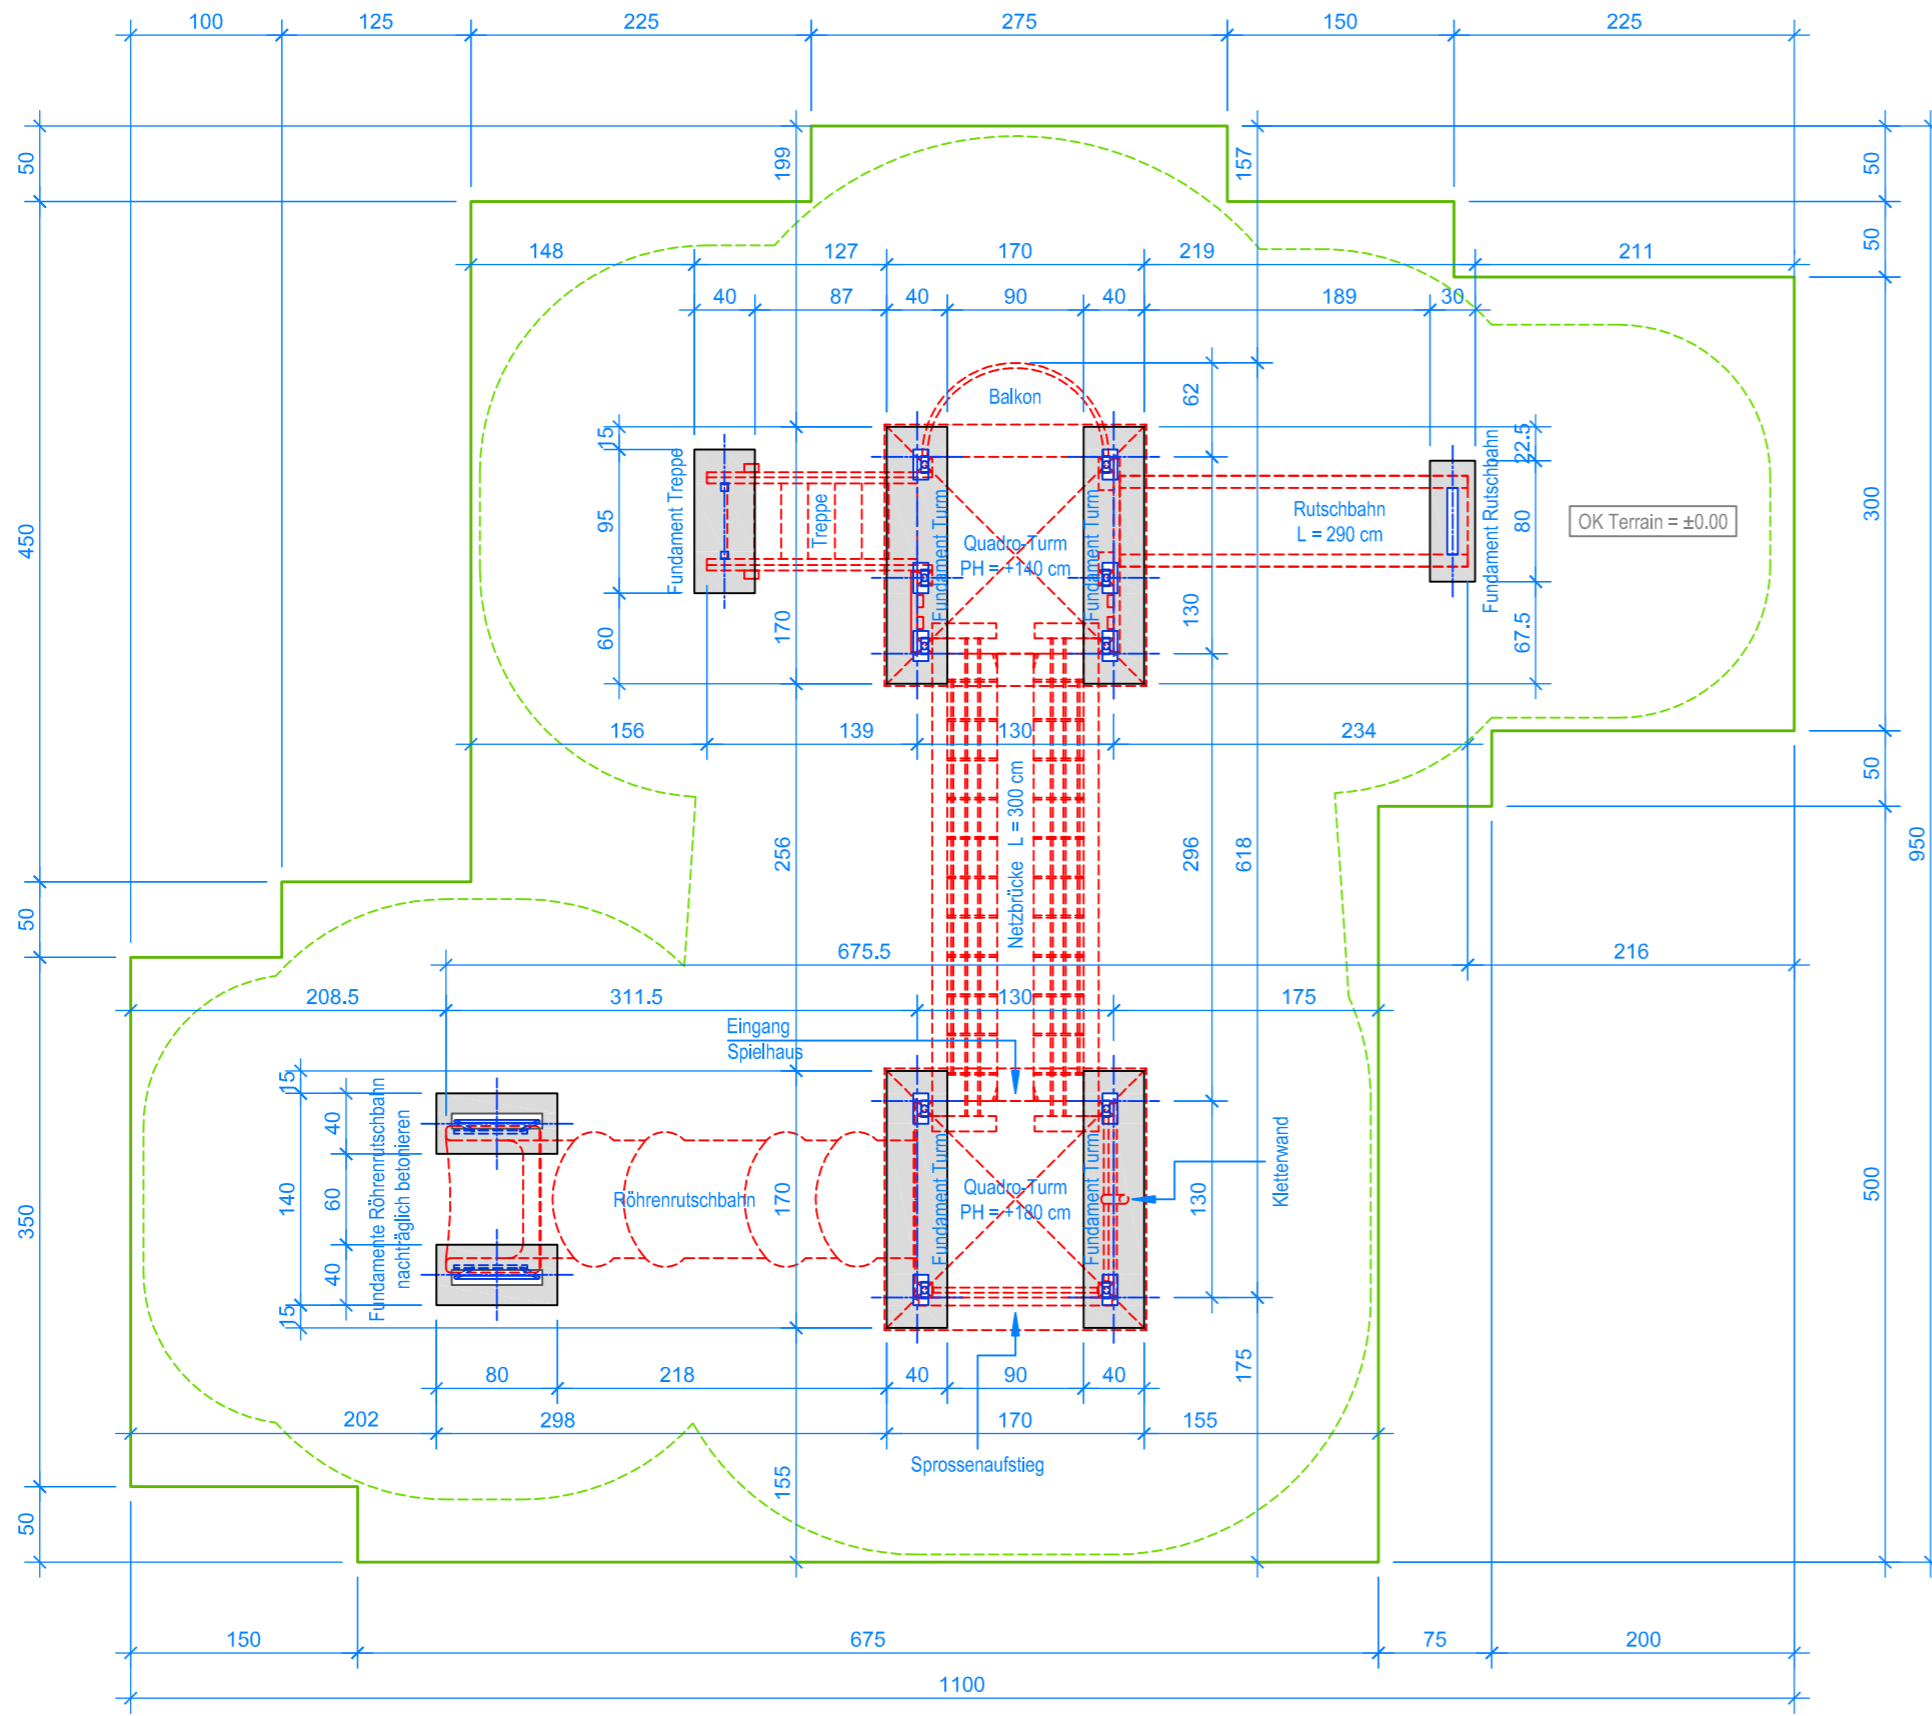 100 125 225 275 150 225
50 199 157 50
50
148 127 170 219 211
40 87 40 90 40 189 30
62
Balkon
15 22.5
450 95 80 300
Fundament Treppe
Treppe
Fundament Turm
Quadro-Turm
PH = +140 cm
Fundament Turm
Rutschbahn
L = 290 cm
Fundament Rutschbahn
OK Terrain = ±0.00
60 170 130 67.5
156 139 130 234
50
256 296 618 950
Netzbrücke L = 300 cm
50
675.5 216
208.5 311.5 130 175
Eingang
Spielhaus
15
40
60
40
140
15
350
Fundamente Röhrenrutschbahn
nachträglich betonieren
Röhrenrutschbahn
170
Fundament Turm
Quadro-Turm
PH = +180 cm
Fundament Turm
130
Kletterwand
500
80 218 40 90 40
175
202 298 170 155
Sprossenaufstieg
155
50
150 675 75 200
1100